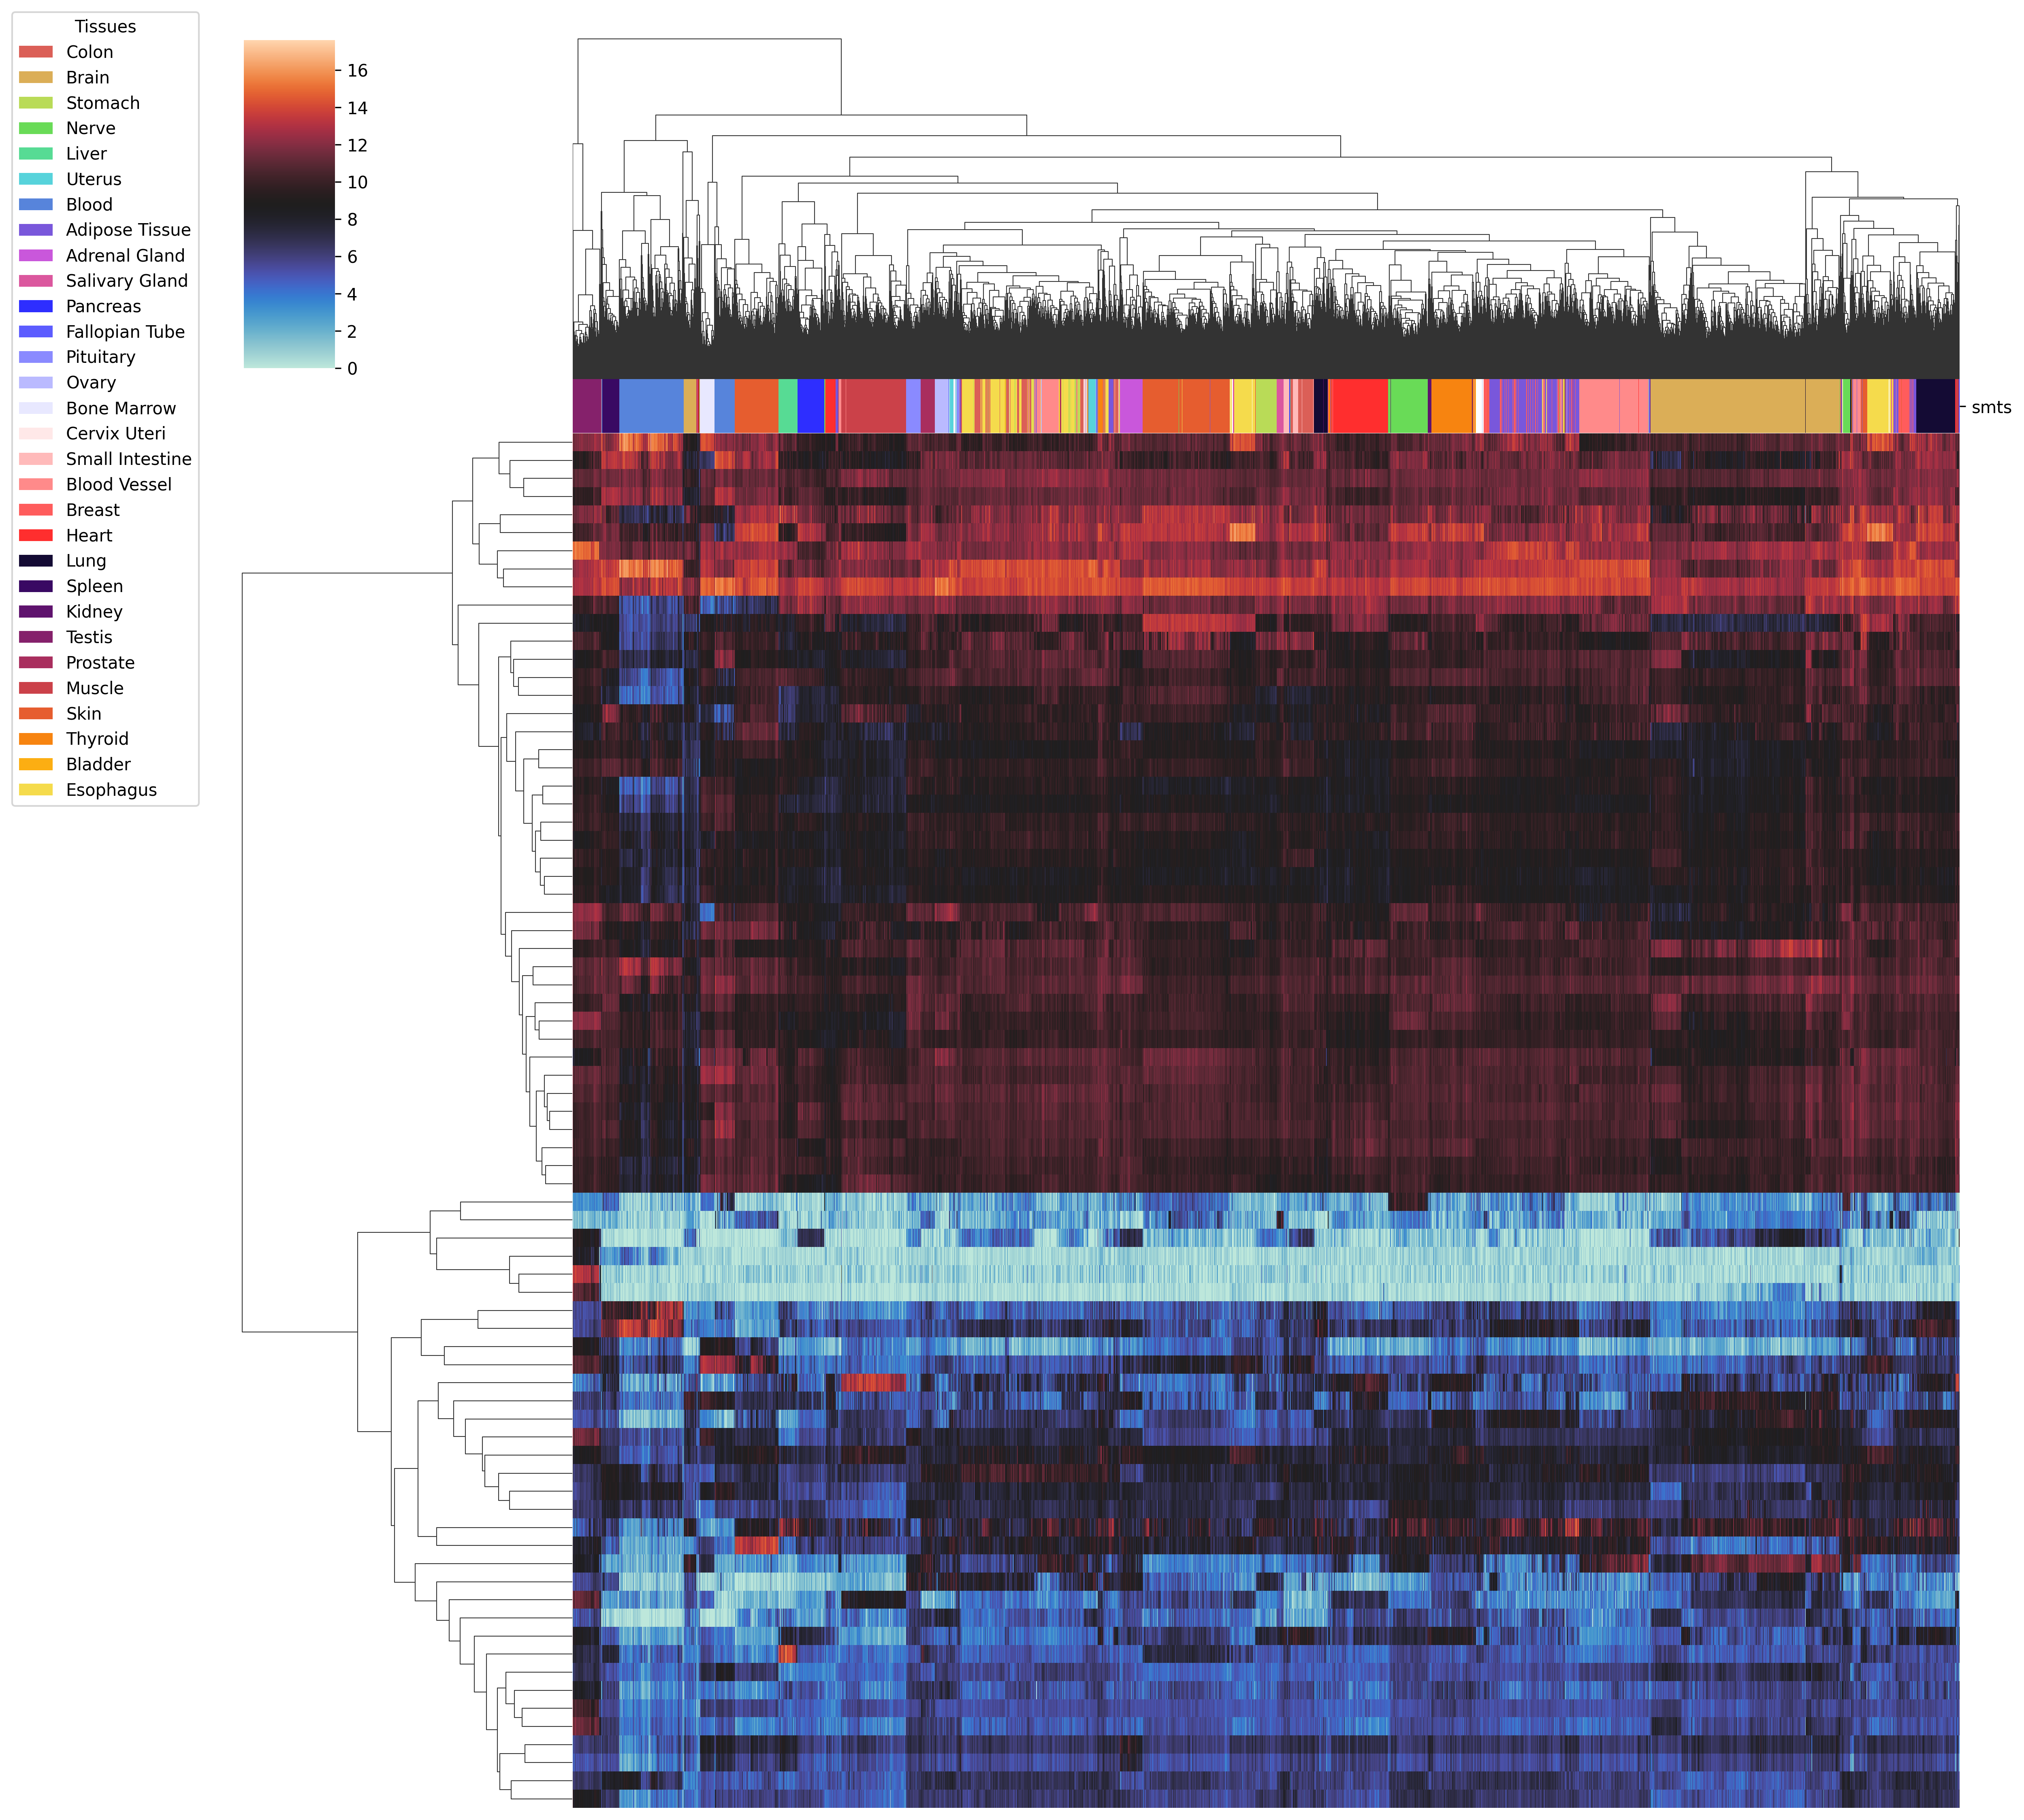 Tissues
Colon
Brain
Stomach
Nerve
Liver
Uterus
Blood
Adipose Tissue
Adrenal Gland
Salivary Gland
Pancreas
Fallopian Tube
Pituitary
Ovary
Bone Marrow
Cervix Uteri
Small Intestine
Blood Vessel
Breast
Heart
Lung
Spleen
Kidney
Testis
Prostate
Muscle
Skin
Thyroid
Bladder
Esophagus
16
14
12
10
8
6
4
2
0
smts